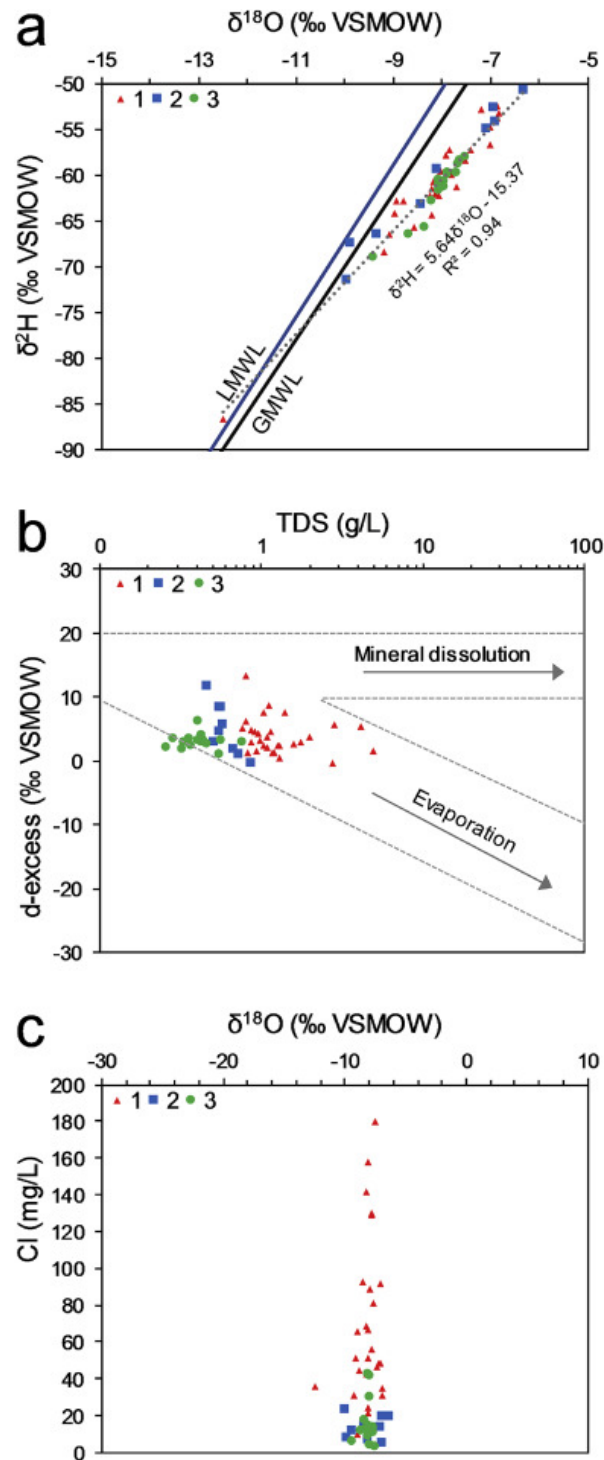 a
δ18O (‰ VSMOW)
-15 -13 -11 -9 -7 -5
δ2H (‰ VSMOW)
-50
-55
-60
-65
-70
-75
-80
-85
-90
1 2 3
δ²H = 5.64δ¹⁸O - 15.37
R² = 0.94
LMWL
GMWL
b
TDS (g/L)
0 1 10 100
d-excess (‰ VSMOW)
30
20
10
0
-10
-20
-30
1 2 3
Mineral dissolution
Evaporation
c
δ18O (‰ VSMOW)
-30 -20 -10 0 10
Cl (mg/L)
200
180
160
140
120
100
80
60
40
20
0
1 2 3